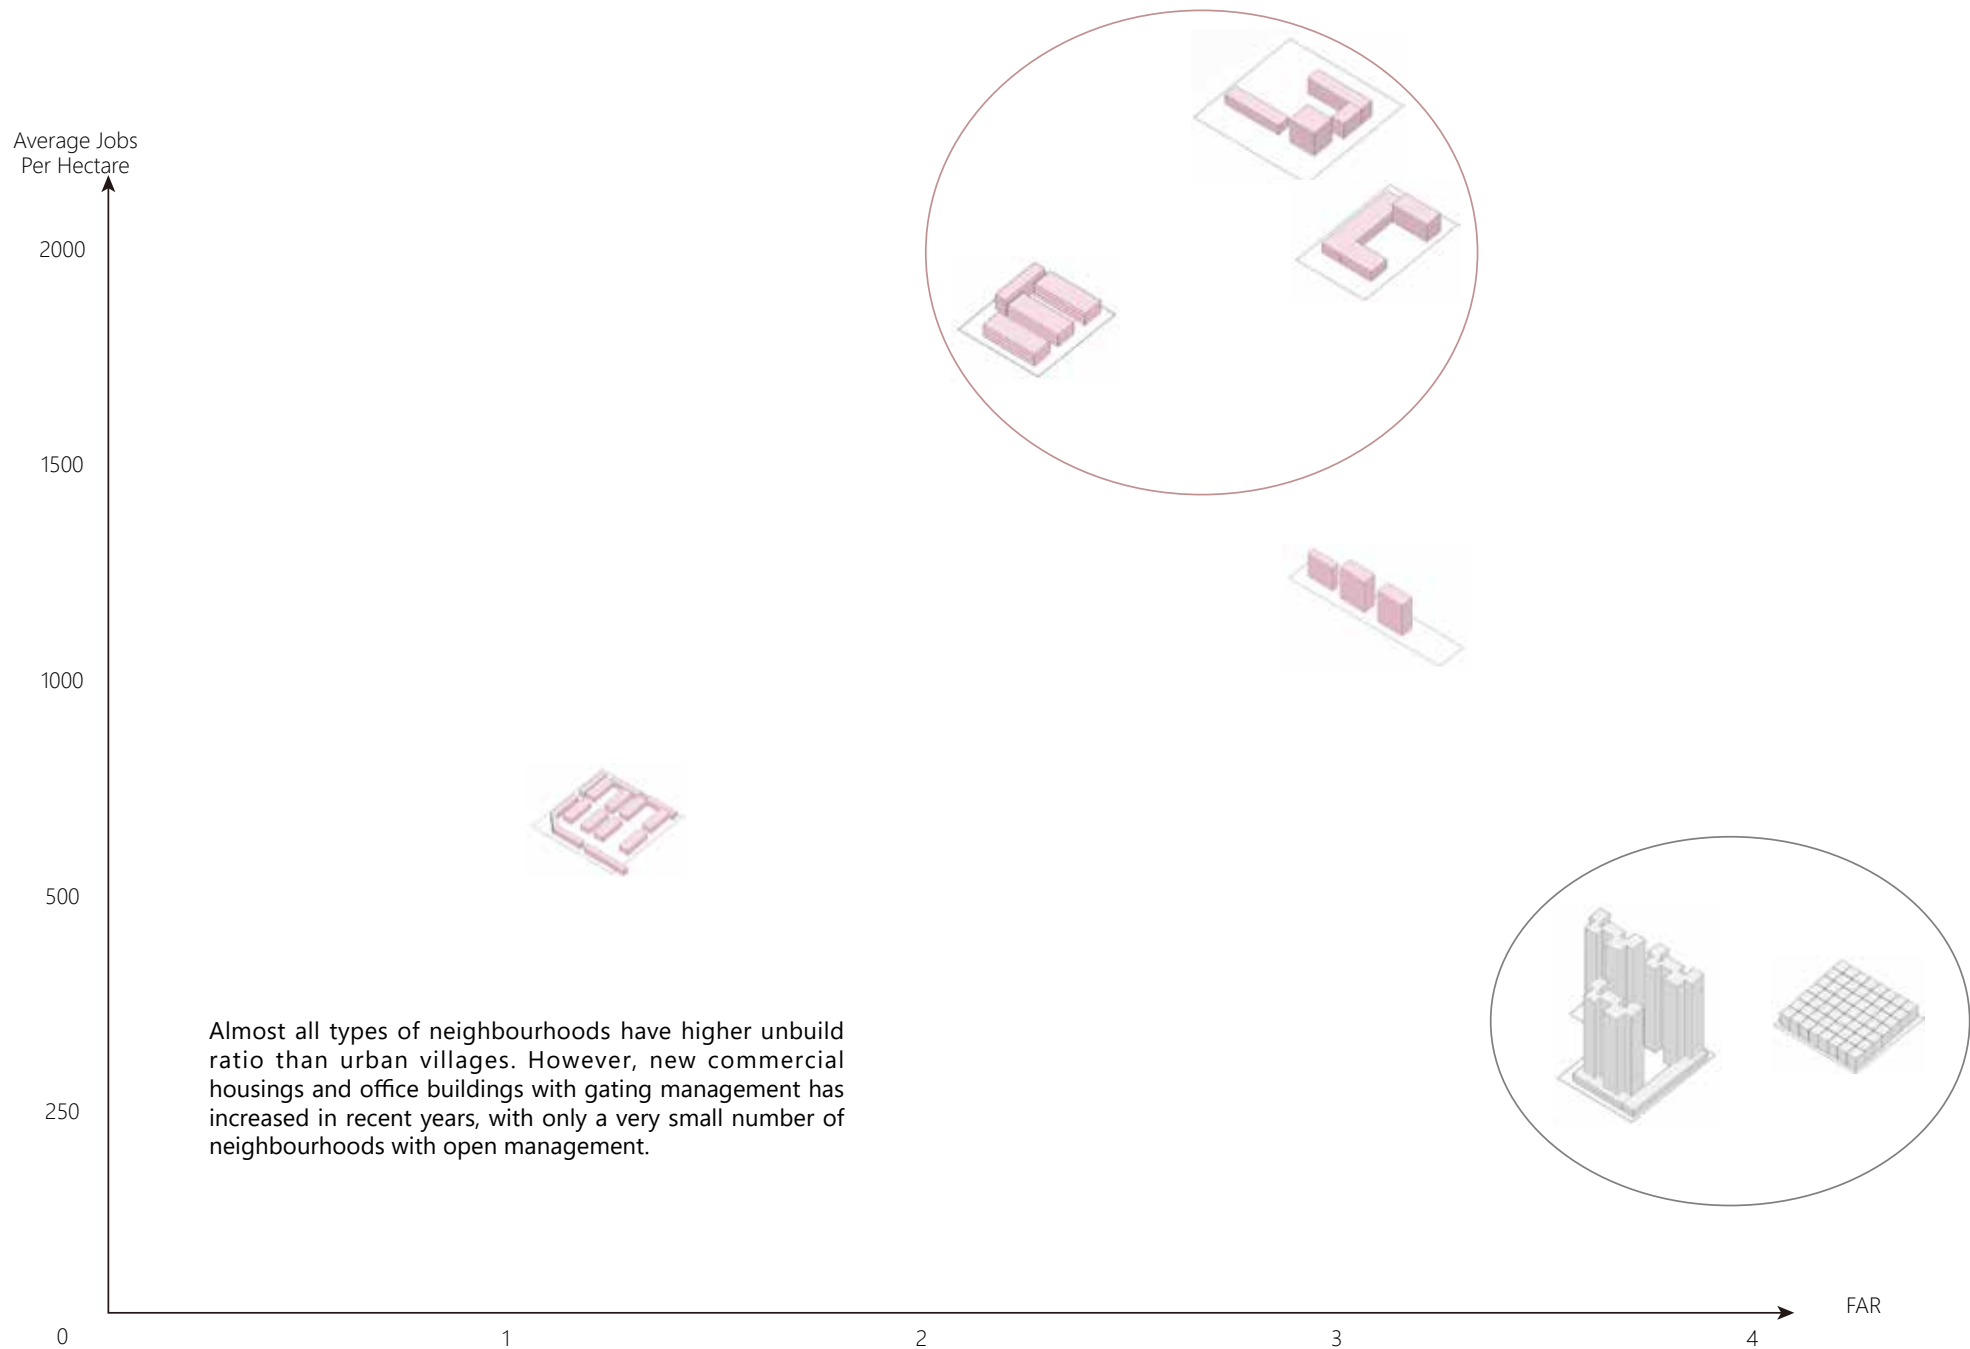 Average Jobs
Per Hectare
2000
1500
1000
500
Almost all types of neighbourhoods have higher unbuild
ratio than urban villages. However, new commercial
housings and office buildings with gating management has
increased in recent years, with only a very small number of
neighbourhoods with open management.
250
FAR
0
1
2
3
4